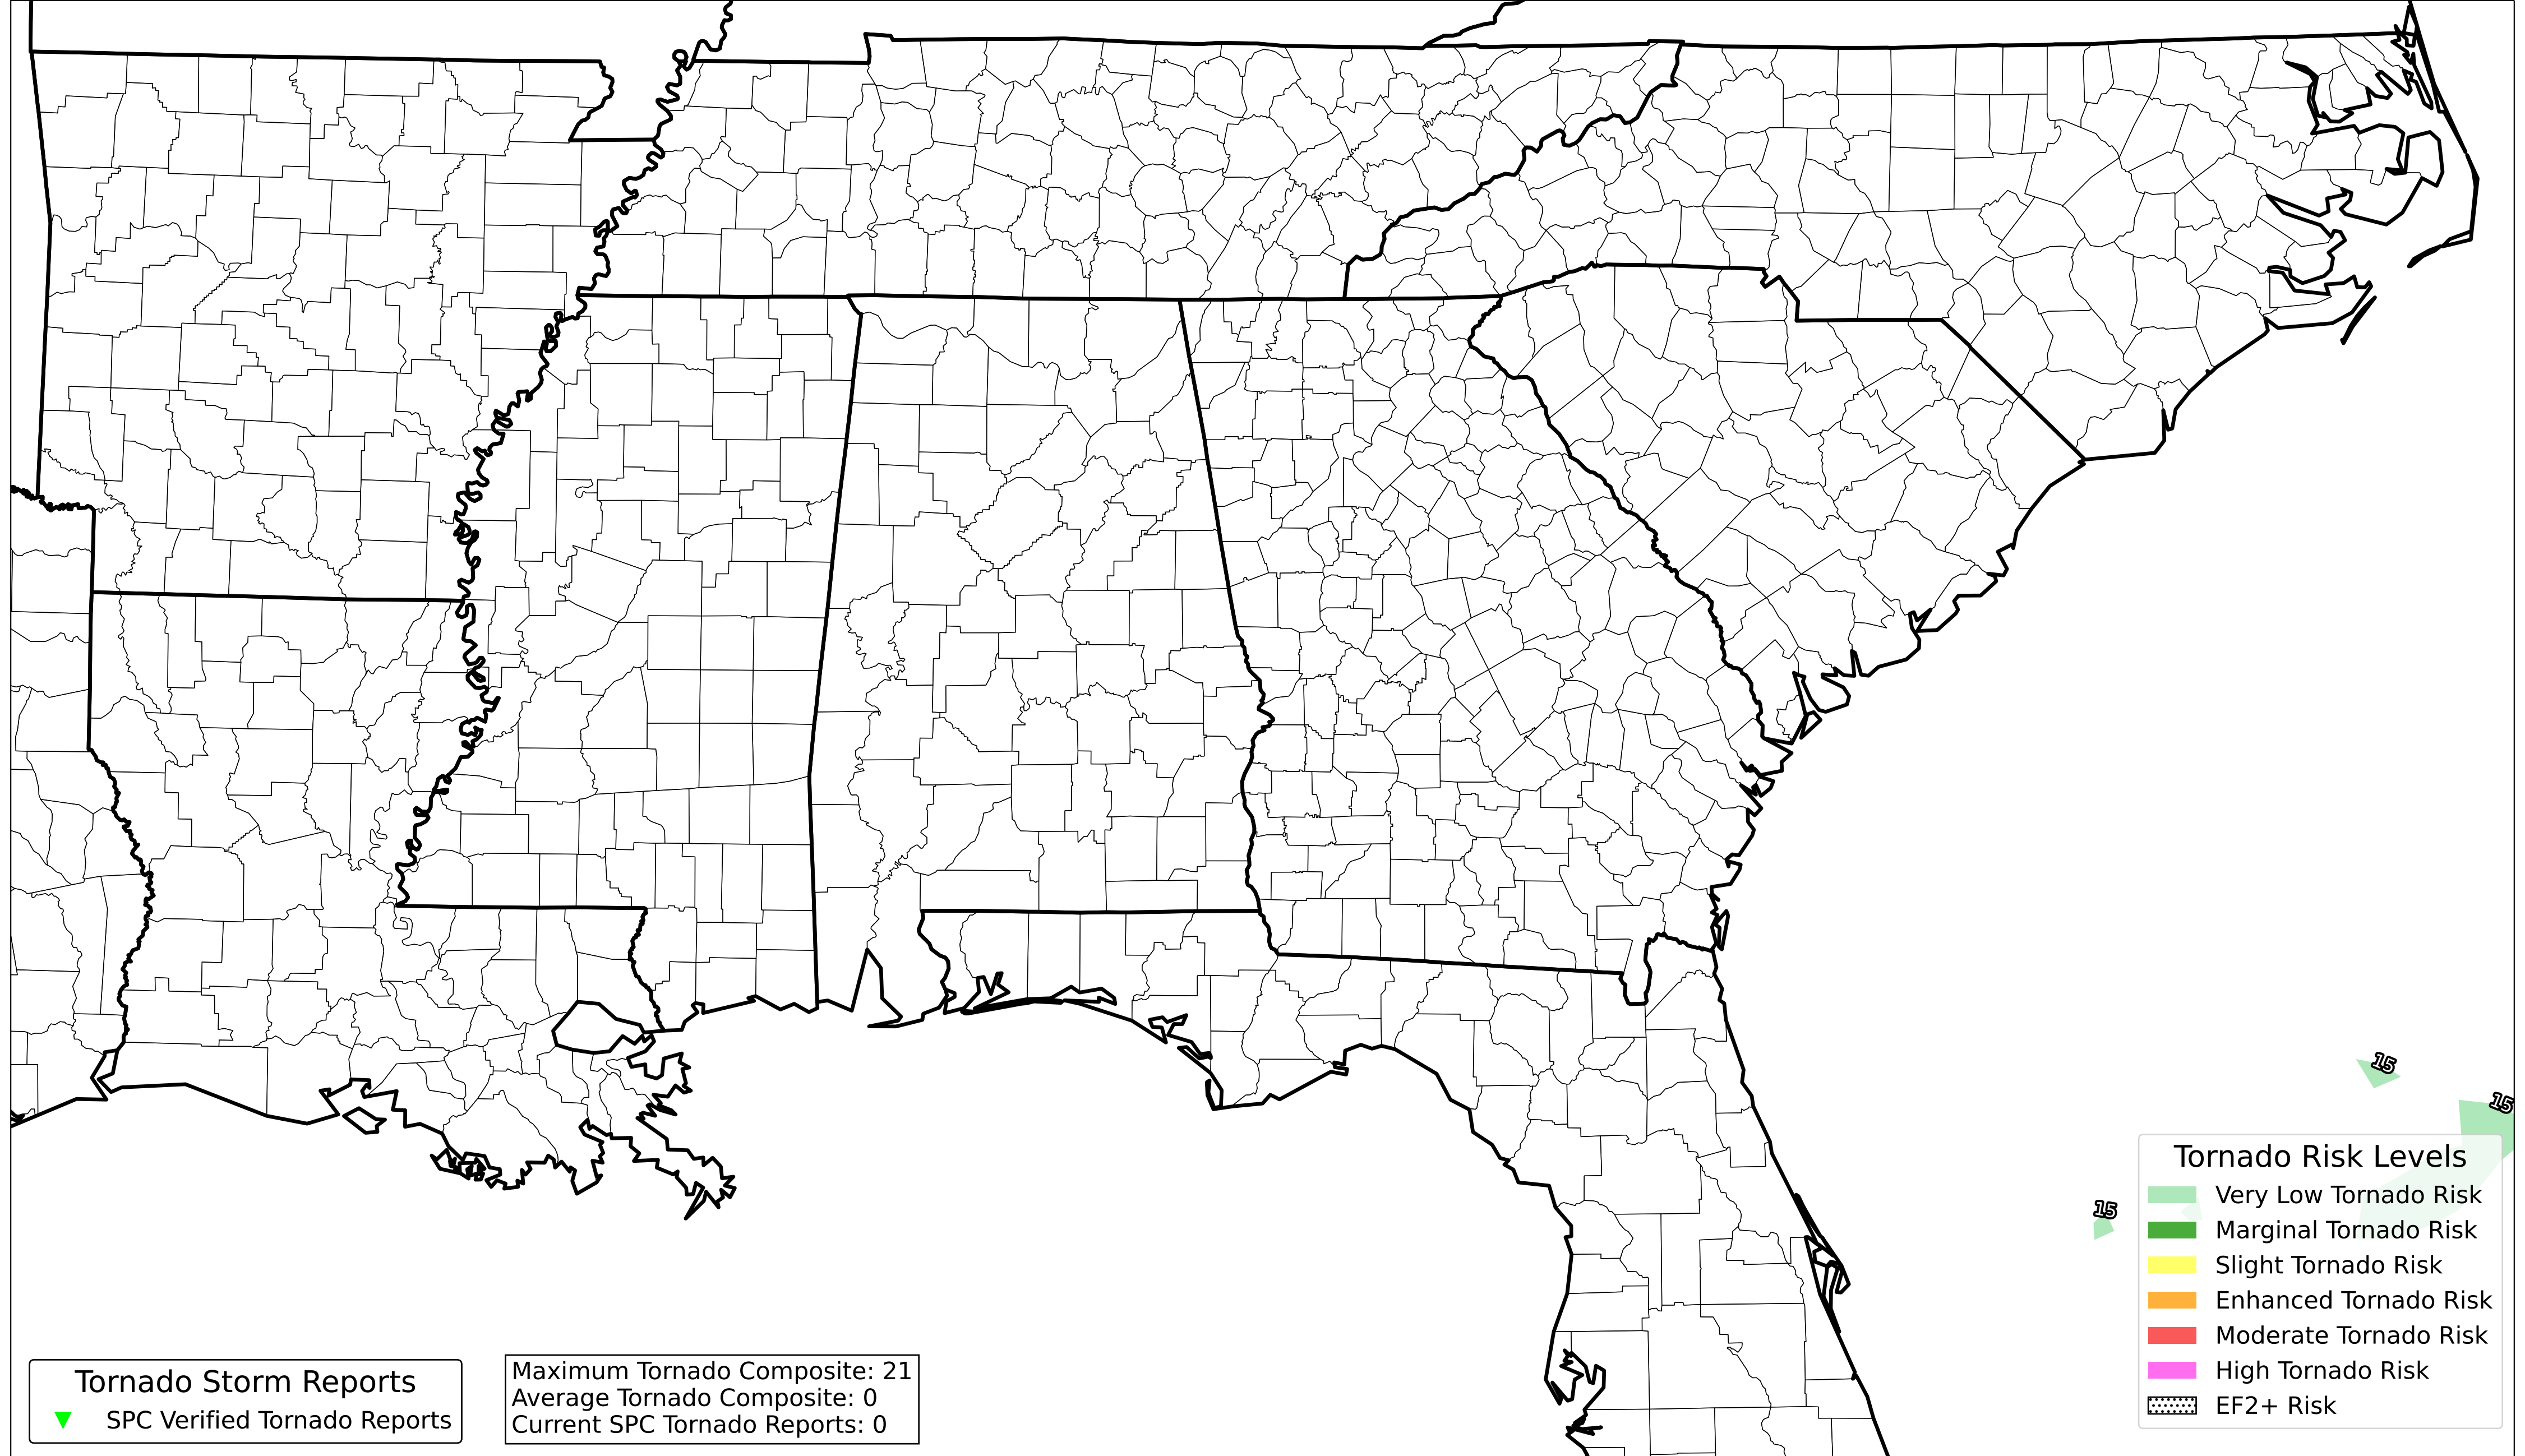 15
15
15
Tornado Risk Levels
Very Low Tornado Risk
Marginal Tornado Risk
Slight Tornado Risk
Enhanced Tornado Risk
Moderate Tornado Risk
High Tornado Risk
EF2+ Risk
Tornado Storm Reports
SPC Verified Tornado Reports
Maximum Tornado Composite: 21
Average Tornado Composite: 0
Current SPC Tornado Reports: 0